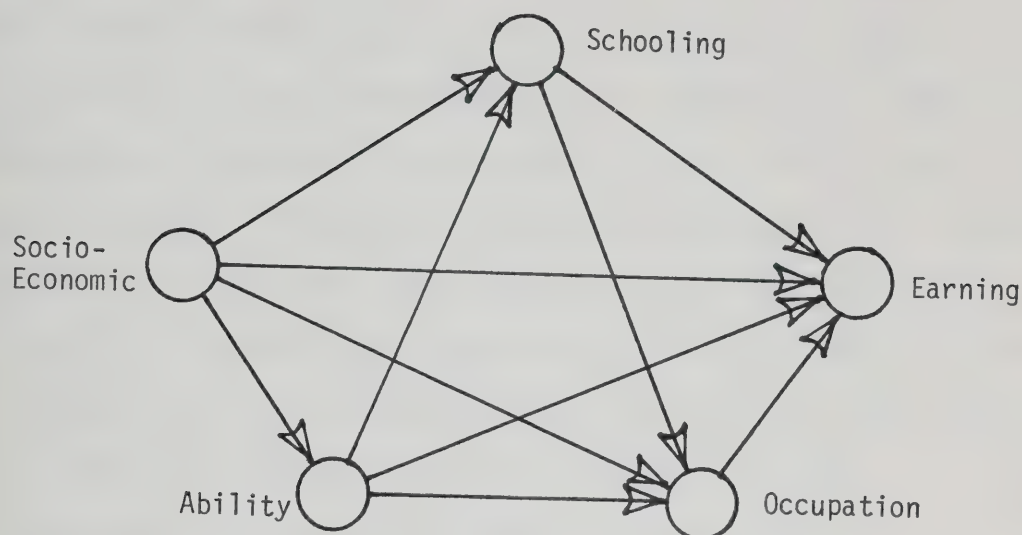 Schooling
Socio-
Economic
Earning
Ability
Occupation